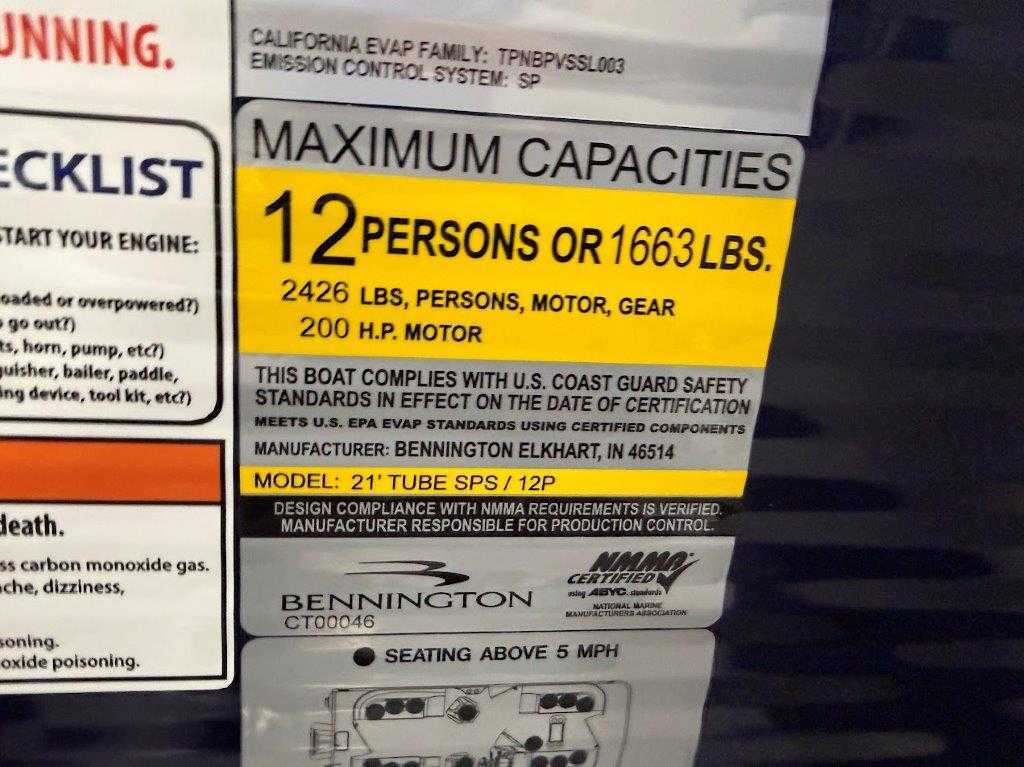 UNNING.
ECKLIST
START YOUR ENGINE:
oaded or overpowered?)
go out?)
ts, horn, pump, etc?)
guisher, bailer, paddle,
ing device, tool kit, etc?)
death.
ss carbon monoxide gas.
che, dizziness,
soning.
oxide poisoning.
CALIFORNIA EVAP FAMILY: TPNBPVSSL003
EMISSION CONTROL SYSTEM: SP
MAXIMUM CAPACITIES
12 PERSONS OR 1663 LBS.
2426 LBS, PERSONS, MOTOR, GEAR
200 H.P. MOTOR
THIS BOAT COMPLIES WITH U.S. COAST GUARD SAFETY
STANDARDS IN EFFECT ON THE DATE OF CERTIFICATION
MEETS U.S. EPA EVAP STANDARDS USING CERTIFIED COMPONENTS
MANUFACTURER: BENNINGTON ELKHART, IN 46514
MODEL: 21' TUBE SPS / 12P
DESIGN COMPLIANCE WITH NMMA REQUIREMENTS IS VERIFIED.
MANUFACTURER RESPONSIBLE FOR PRODUCTION CONTROL.
BENNINGTON
CT00046
NMMA
CERTIFIED
using ABYC standards
NATIONAL MARINE
MANUFACTURERS ASSOCIATION
SEATING ABOVE 5 MPH